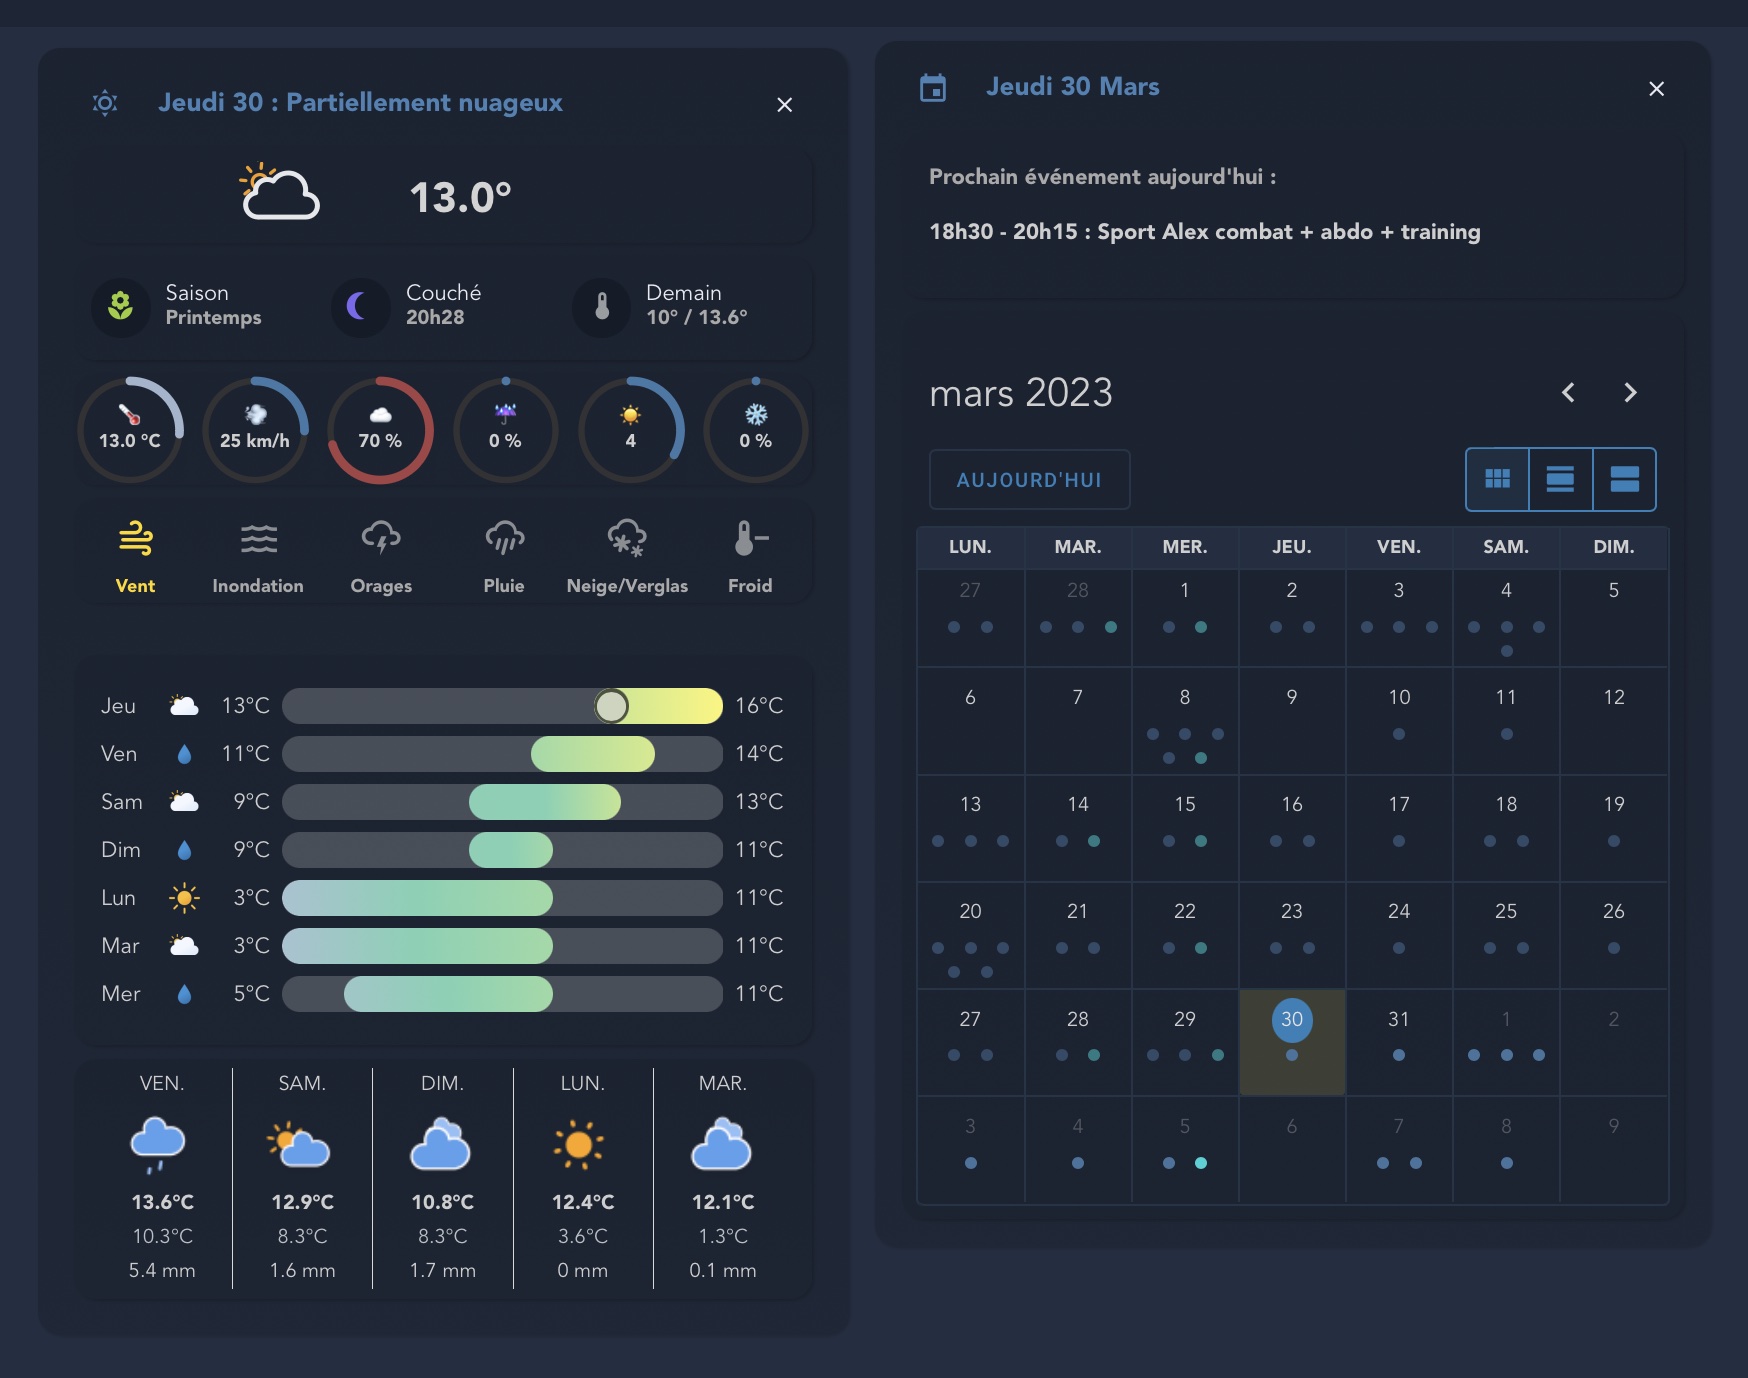 Jeudi 30 : Partiellement nuageux
13.0°
Saison
Printemps
Couché
20h28
Demain
10° / 13.6°
13.0 °C
25 km/h
70 %
0 %
4
0 %
Vent
Inondation
Orages
Pluie
Neige/Verglas
Froid
Jeu 13°C 16°C
Ven 11°C 14°C
Sam 9°C 13°C
Dim 9°C 11°C
Lun 3°C 11°C
Mar 3°C 11°C
Mer 5°C 11°C
VEN. SAM. DIM. LUN. MAR.
13.6°C 12.9°C 10.8°C 12.4°C 12.1°C
10.3°C 8.3°C 8.3°C 3.6°C 1.3°C
5.4 mm 1.6 mm 1.7 mm 0 mm 0.1 mm
Jeudi 30 Mars
Prochain événement aujourd'hui :
18h30 - 20h15 : Sport Alex combat + abdo + training
mars 2023
AUJOURD'HUI
LUN. MAR. MER. JEU. VEN. SAM. DIM.
27 28 1 2 3 4 5
6 7 8 9 10 11 12
13 14 15 16 17 18 19
20 21 22 23 24 25 26
27 28 29 30 31 1 2
3 4 5 6 7 8 9